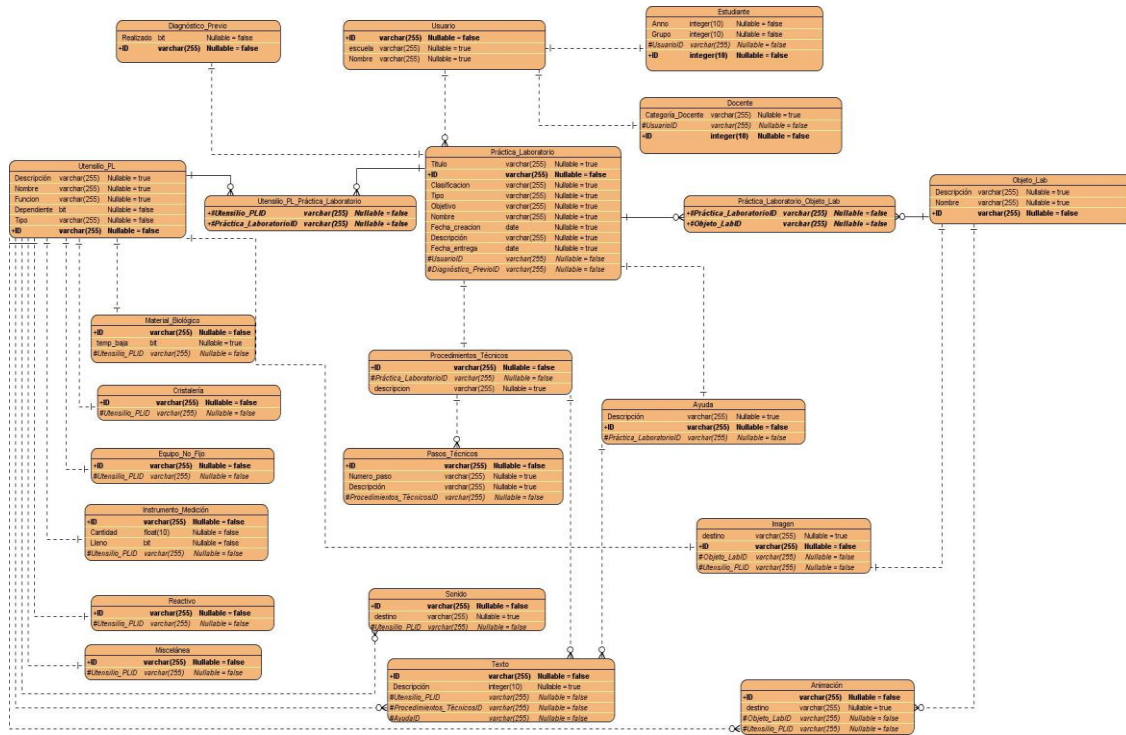 Diagnóstico_Previo
Realizado bit Nullable = false
+ID varchar(255) Nullable = false
Usuario
+ID varchar(255) Nullable = false
escuela varchar(255) Nullable = true
Nombre varchar(255) Nullable = true
Estudiante
Anno integer(10) Nullable = false
Grupo integer(10) Nullable = false
#UsuarioID varchar(255) Nullable = false
+ID integer(10) Nullable = false
Docente
Categoría_Docente varchar(255) Nullable = true
#UsuarioID varchar(255) Nullable = false
+ID integer(10) Nullable = false
Utensilio_PL
Descripción varchar(255) Nullable = true
Nombre varchar(255) Nullable = true
Funcion varchar(255) Nullable = true
Dependiente bit Nullable = false
Tipo varchar(255) Nullable = false
+ID varchar(255) Nullable = false
Utensilio_PL_Práctica_Laboratorio
+#Utensilio_PLID varchar(255) Nullable = false
+#Práctica_LaboratorioID varchar(255) Nullable = false
Práctica_Laboratorio
Titulo varchar(255) Nullable = true
+ID varchar(255) Nullable = false
Clasificacion varchar(255) Nullable = true
Tipo varchar(255) Nullable = true
Objetivo varchar(255) Nullable = true
Nombre varchar(255) Nullable = true
Fecha_creacion date Nullable = true
Descripción varchar(255) Nullable = true
Fecha_entrega date Nullable = true
#UsuarioID varchar(255) Nullable = false
#Diagnóstico_PrevioID varchar(255) Nullable = false
Práctica_Laboratorio_Objeto_Lab
+#Práctica_LaboratorioID varchar(255) Nullable = false
+#Objeto_LabID varchar(255) Nullable = false
Objeto_Lab
Descripción varchar(255) Nullable = true
Nombre varchar(255) Nullable = true
+ID varchar(255) Nullable = false
Material_Biológico
+ID varchar(255) Nullable = false
temp_baja bit Nullable = true
#Utensilio_PLID varchar(255) Nullable = false
Cristalería
+ID varchar(255) Nullable = false
#Utensilio_PLID varchar(255) Nullable = false
Equipo_No_Fijo
+ID varchar(255) Nullable = false
#Utensilio_PLID varchar(255) Nullable = false
Instrumento_Medición
+ID varchar(255) Nullable = false
Cantidad float(10) Nullable = false
Lleno bit Nullable = false
#Utensilio_PLID varchar(255) Nullable = false
Reactivo
+ID varchar(255) Nullable = false
#Utensilio_PLID varchar(255) Nullable = false
Miscelánea
+ID varchar(255) Nullable = false
#Utensilio_PLID varchar(255) Nullable = false
Procedimientos_Técnicos
+ID varchar(255) Nullable = false
#Práctica_LaboratorioID varchar(255) Nullable = false
descripcion varchar(255) Nullable = true
Pasos_Técnicos
+ID varchar(255) Nullable = false
Numero_paso varchar(255) Nullable = true
Descripción varchar(255) Nullable = true
#Procedimientos_TécnicosID varchar(255) Nullable = false
Ayuda
Descripción varchar(255) Nullable = true
+ID varchar(255) Nullable = false
#Práctica_LaboratorioID varchar(255) Nullable = false
Imagen
destino varchar(255) Nullable = true
+ID varchar(255) Nullable = false
#Objeto_LabID varchar(255) Nullable = false
#Utensilio_PLID varchar(255) Nullable = false
Sonido
+ID varchar(255) Nullable = false
destino varchar(255) Nullable = true
#Utensilio_PLID varchar(255) Nullable = false
Texto
+ID varchar(255) Nullable = false
Descripción integer(10) Nullable = true
#Utensilio_PLID varchar(255) Nullable = false
#Procedimientos_TécnicosID varchar(255) Nullable = false
#AyudaID varchar(255) Nullable = false
Animación
+ID varchar(255) Nullable = false
destino varchar(255) Nullable = true
#Objeto_LabID varchar(255) Nullable = false
#Utensilio_PLID varchar(255) Nullable = false